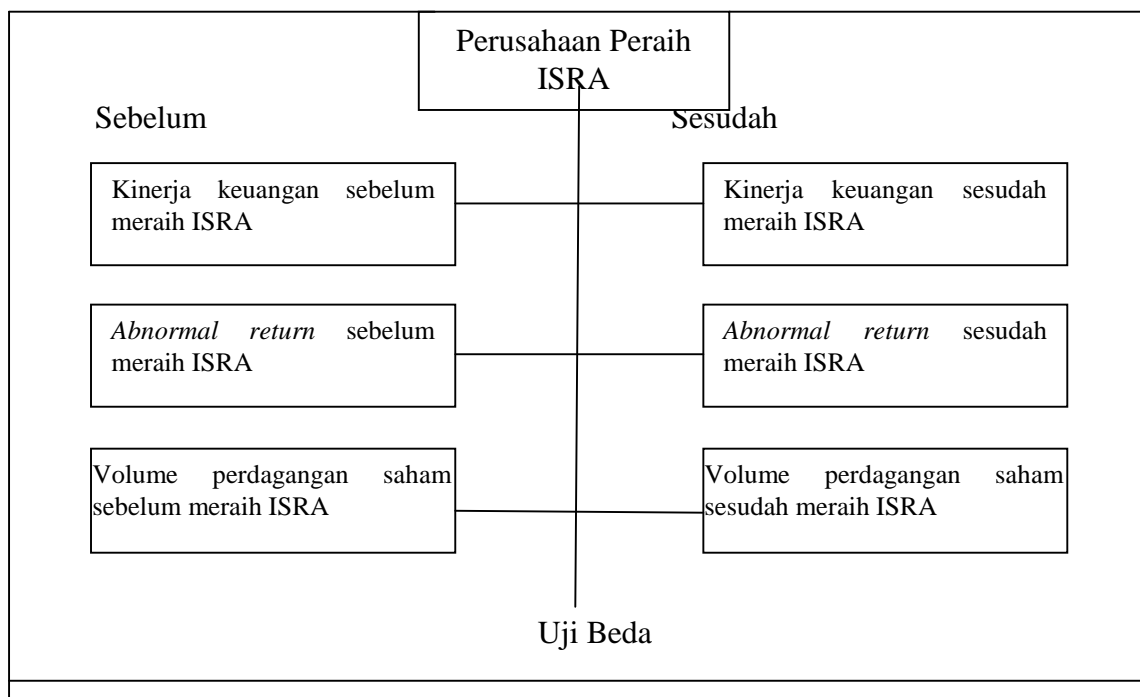 Perusahaan Peraih
ISRA
Sebelum
Sesudah
Kinerja keuangan sebelum
meraih ISRA
Kinerja keuangan sesudah
meraih ISRA
Abnormal return sebelum
meraih ISRA
Abnormal return sesudah
meraih ISRA
Volume perdagangan saham
sebelum meraih ISRA
Volume perdagangan saham
sesudah meraih ISRA
Uji Beda